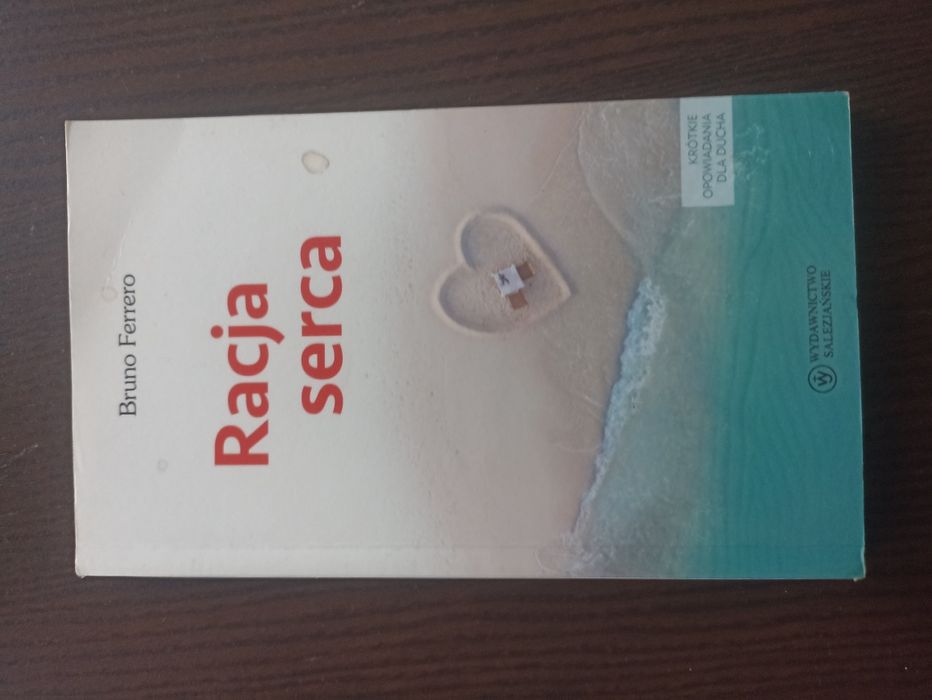 Bruno Ferrero
Racja
serca
KRÓTKIE
OPOWIADANIA
DLA DUCHA
WYDAWNICTWO
SALEZJAŃSKIE